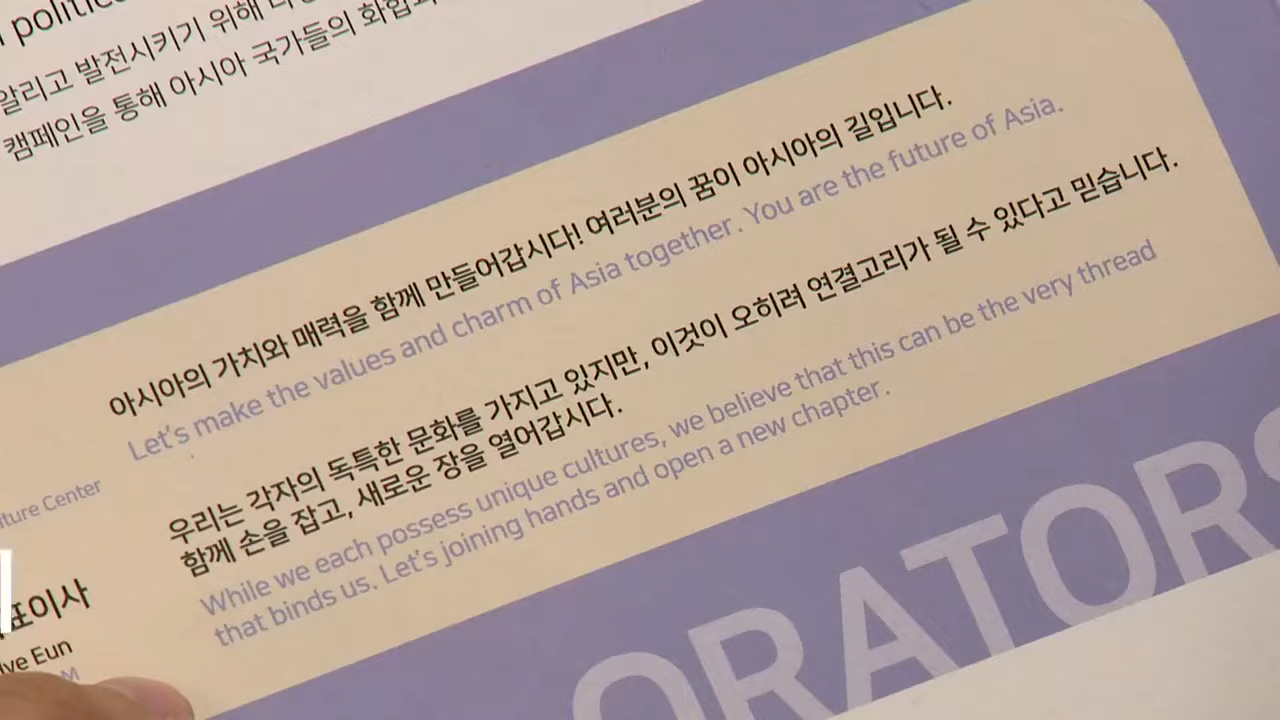 politic
알리고 발전시키기 위해 다
캠페인을 통해 아시아 국가들의 화합과
아시아의 가치와 매력을 함께 만들어갑시다! 여러분의 꿈이 아시아의 길입니다.
Let's make the values and charm of Asia together. You are the future of Asia.
우리는 각자의 독특한 문화를 가지고 있지만, 이것이 오히려 연결고리가 될 수 있다고 믿습니다.
함께 손을 잡고, 새로운 장을 열어갑시다.
While we each possess unique cultures, we believe that this can be the very thread
that binds us. Let's joining hands and open a new chapter.
lture Center
표이사
Eun
M
ORATORS